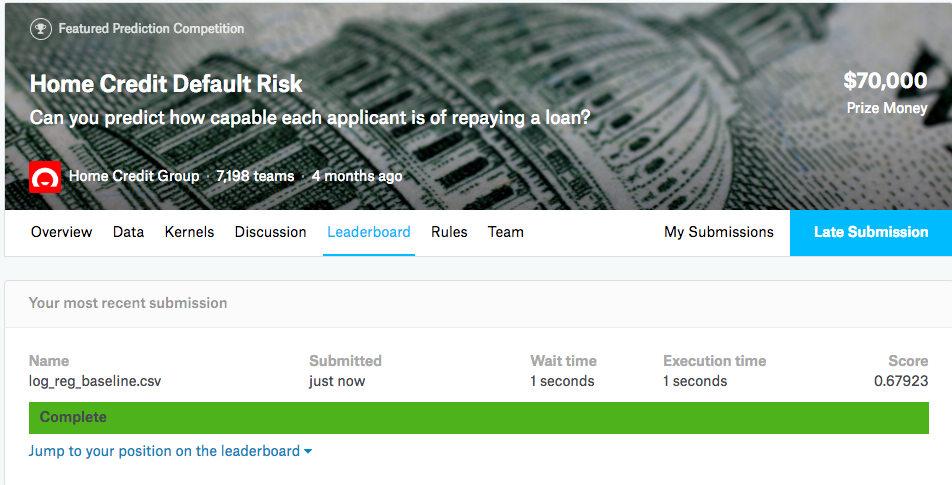 Featured Prediction Competition
Home Credit Default Risk
$70,000
Can you predict how capable each applicant is of repaying a loan?
Prize Money
Home Credit Group · 7,198 teams · 4 months ago
Overview Data Kernels Discussion Leaderboard Rules Team My Submissions Late Submission
Your most recent submission
Name Submitted Wait time Execution time Score
log_reg_baseline.csv just now 1 seconds 1 seconds 0.67923
Complete
Jump to your position on the leaderboard